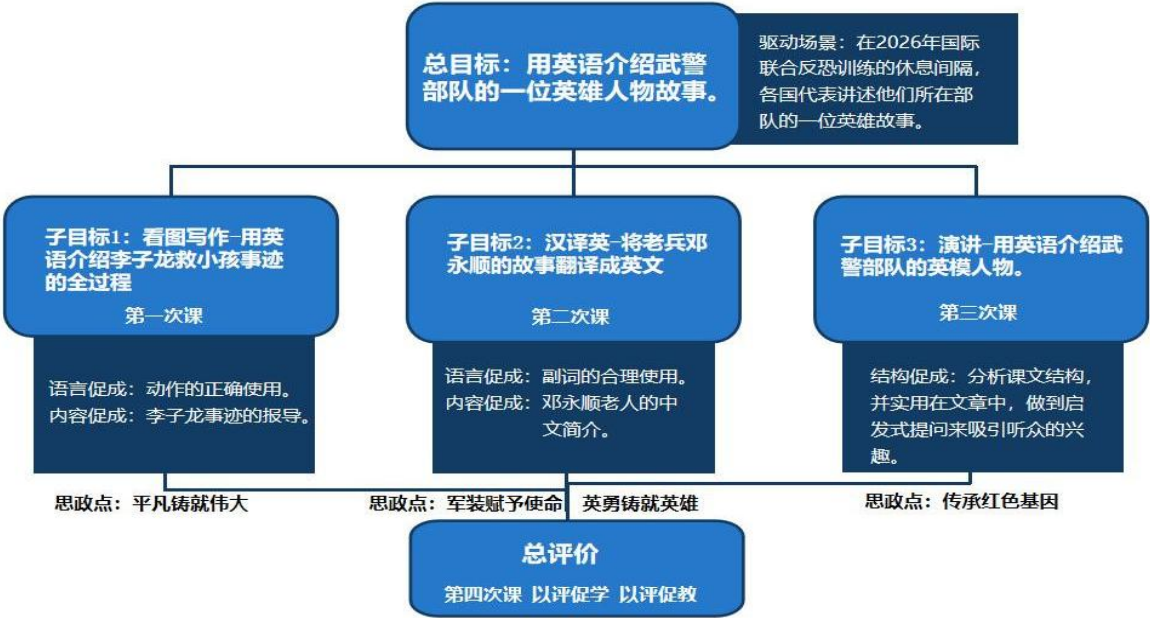 总目标：用英语介绍武警
部队的一位英雄人物故事。
驱动场景：在2026年国际
联合反恐训练的休息间隔，
各国代表讲述他们所在部
队的一位英雄故事。
子目标1：看图写作-用英
语介绍李子龙救小孩事迹
的全过程
第一次课
语言促成：动作的正确使用。
内容促成：李子龙事迹的报导。
思政点：平凡铸就伟大
子目标2：汉译英-将老兵邓
永顺的故事翻译成英文
第二次课
语言促成：副词的合理使用。
内容促成：邓永顺老人的中
文简介。
思政点：军装赋予使命 英勇铸就英雄
子目标3：演讲-用英语介绍武
警部队的英模人物。
第三次课
结构促成：分析课文结构，
并实用在文章中，做到启
发式提问来吸引听众的兴
趣。
思政点：传承红色基因
总评价
第四次课 以评促学 以评促教